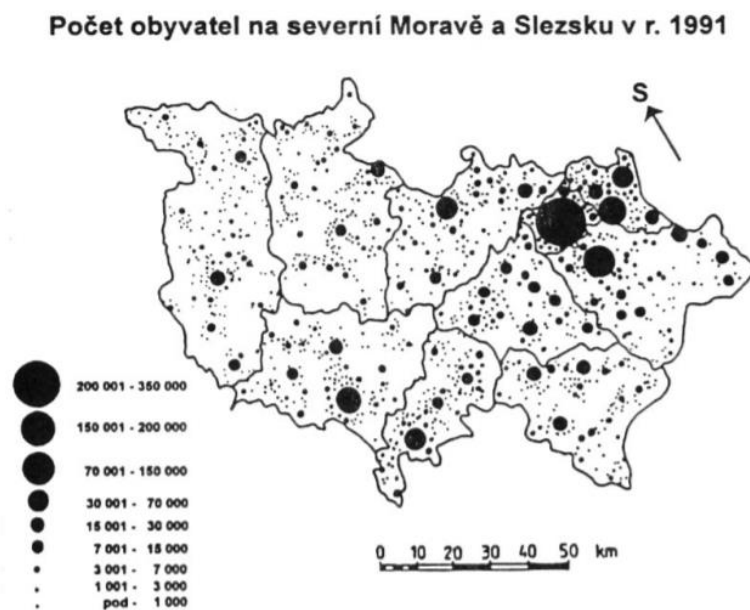 Počet obyvatel na severní Moravě a Slezsku v r. 1991
S
200 001 - 350 000
150 001 - 200 000
70 001 - 150 000
30 001 - 70 000
15 001 - 30 000
7 001 - 15 000
3 001 - 7 000
1 001 - 3 000
pod - 1 000
0 10 20 30 40 50 km